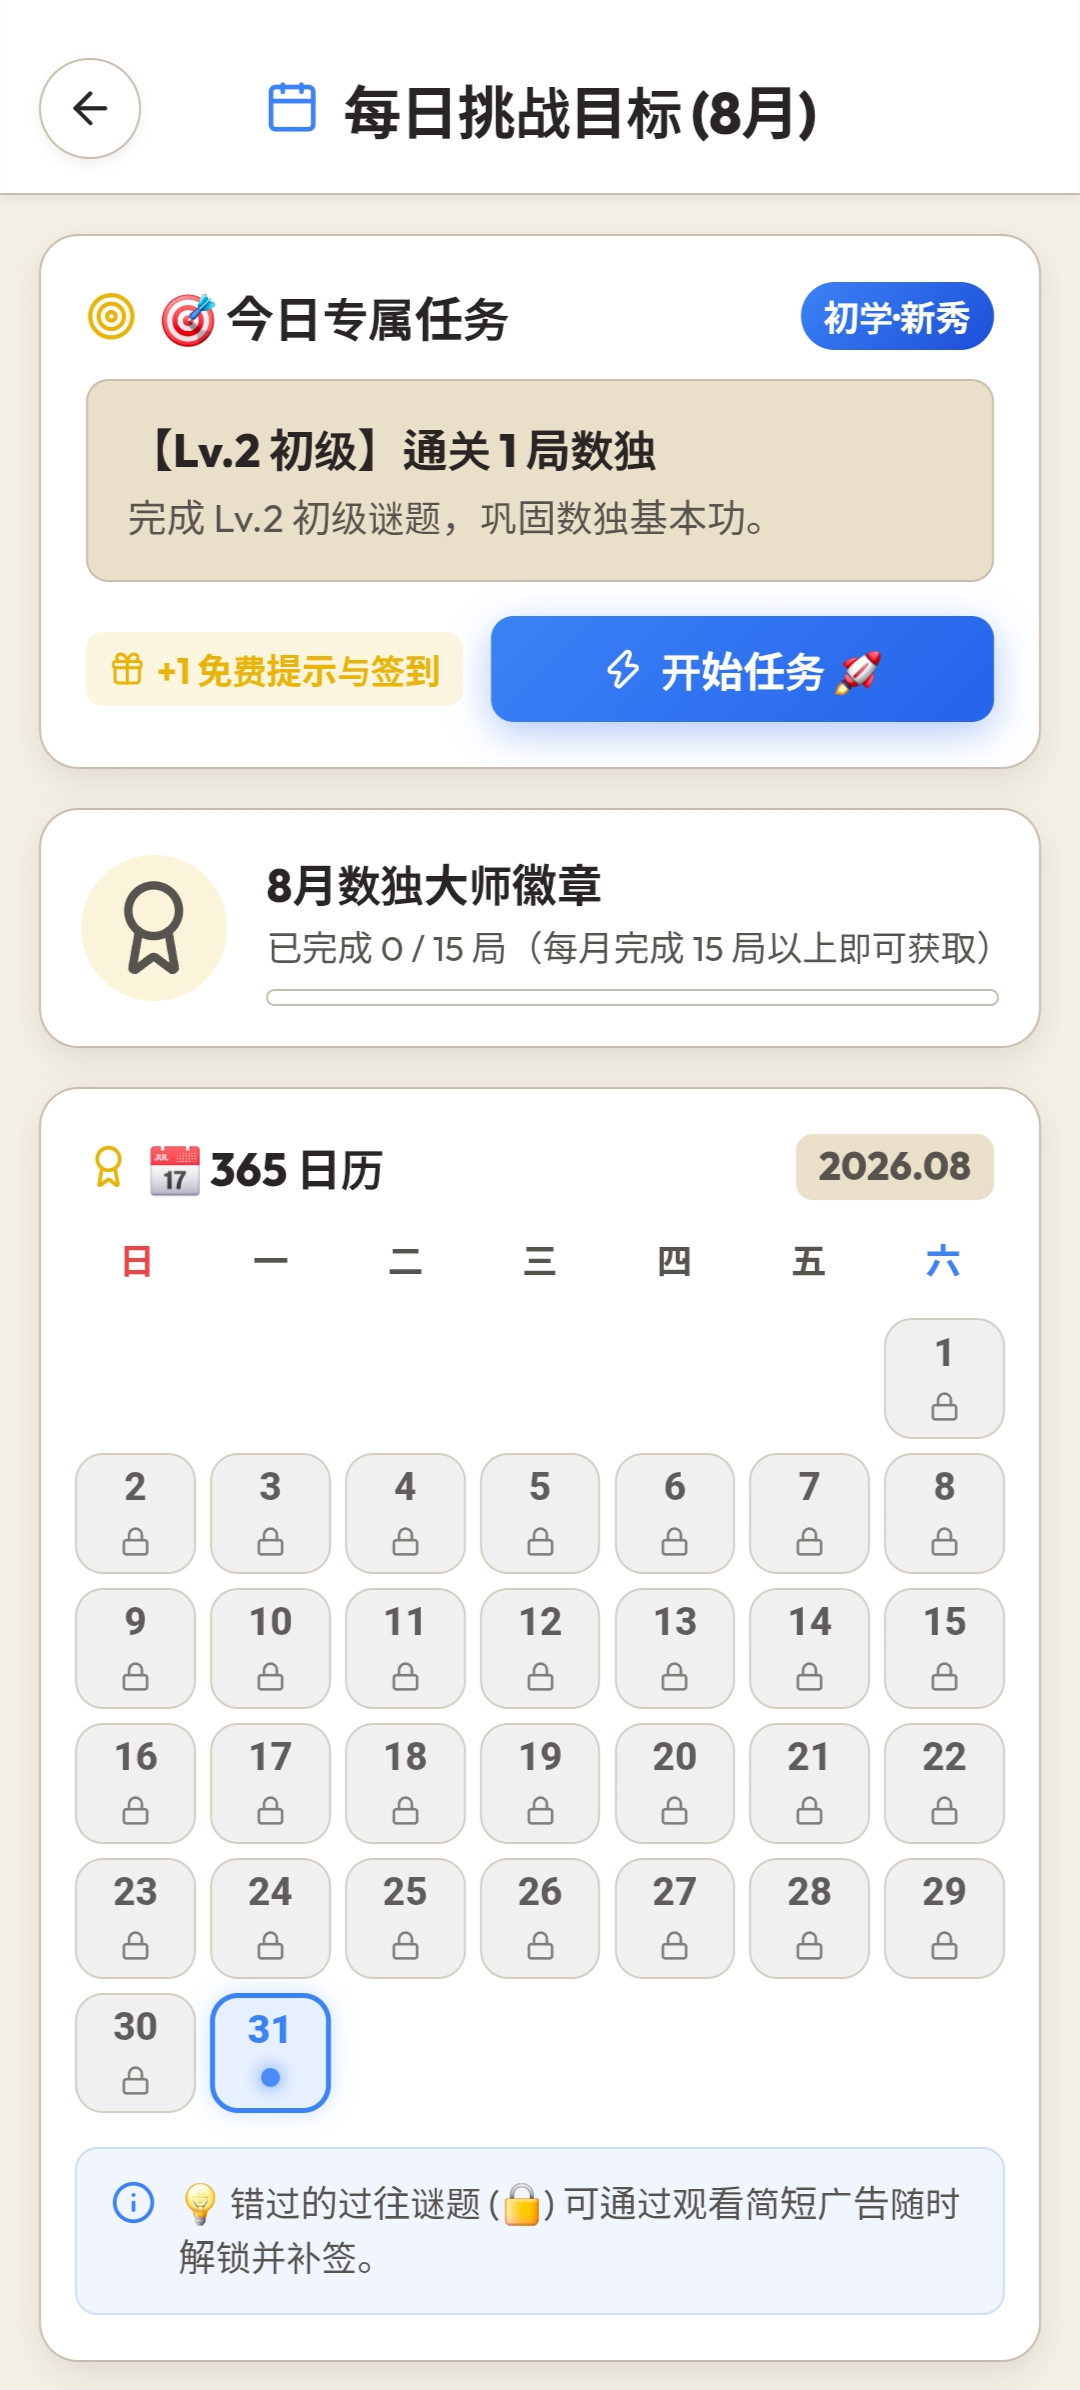 每日挑战目标 (8月)
🎯 今日专属任务
初学·新秀
【Lv.2 初级】通关 1 局数独
完成 Lv.2 初级谜题，巩固数独基本功。
+1 免费提示与签到
开始任务 🚀
8月数独大师徽章
已完成 0 / 15 局（每月完成 15 局以上即可获取）
📅 365 日历
2026.08
日 一 二 三 四 五 六
1
2 3 4 5 6 7 8
9 10 11 12 13 14 15
16 17 18 19 20 21 22
23 24 25 26 27 28 29
30 31
💡 错过的过往谜题 (🔒) 可通过观看简短广告随时
解锁并补签。